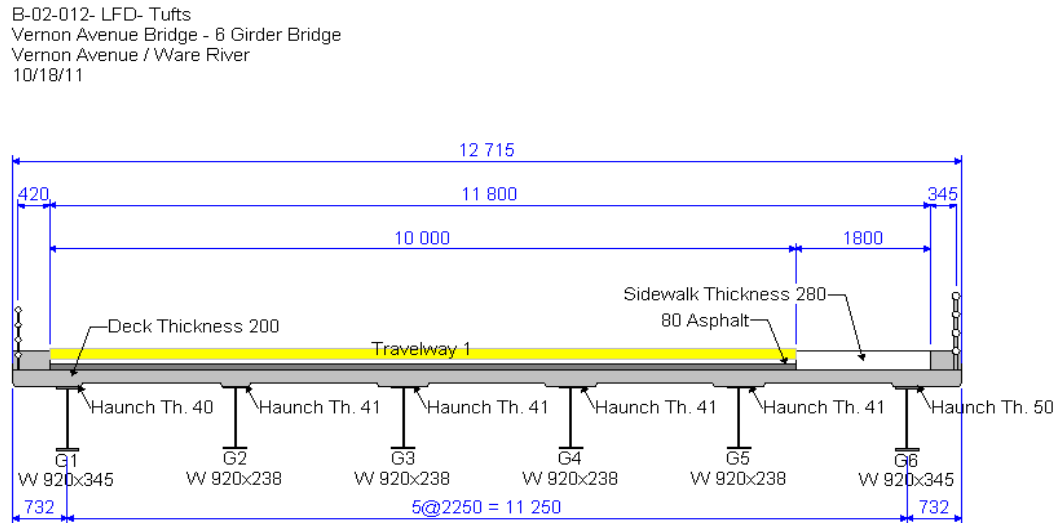 B-02-012- LFD- Tufts
Vernon Avenue Bridge - 6 Girder Bridge
Vernon Avenue / Ware River
10/18/11
12 715
420 11 800 345
10 000 1800
Sidewalk Thickness 280
80 Asphalt
Deck Thickness 200
Travelway 1
Haunch Th. 40 Haunch Th. 41 Haunch Th. 41 Haunch Th. 41 Haunch Th. 41 Haunch Th. 50
G1 G2 G3 G4 G5 G6
W 920x345 W 920x238 W 920x238 W 920x238 W 920x238 W 920x345
732 5@2250 = 11 250 732